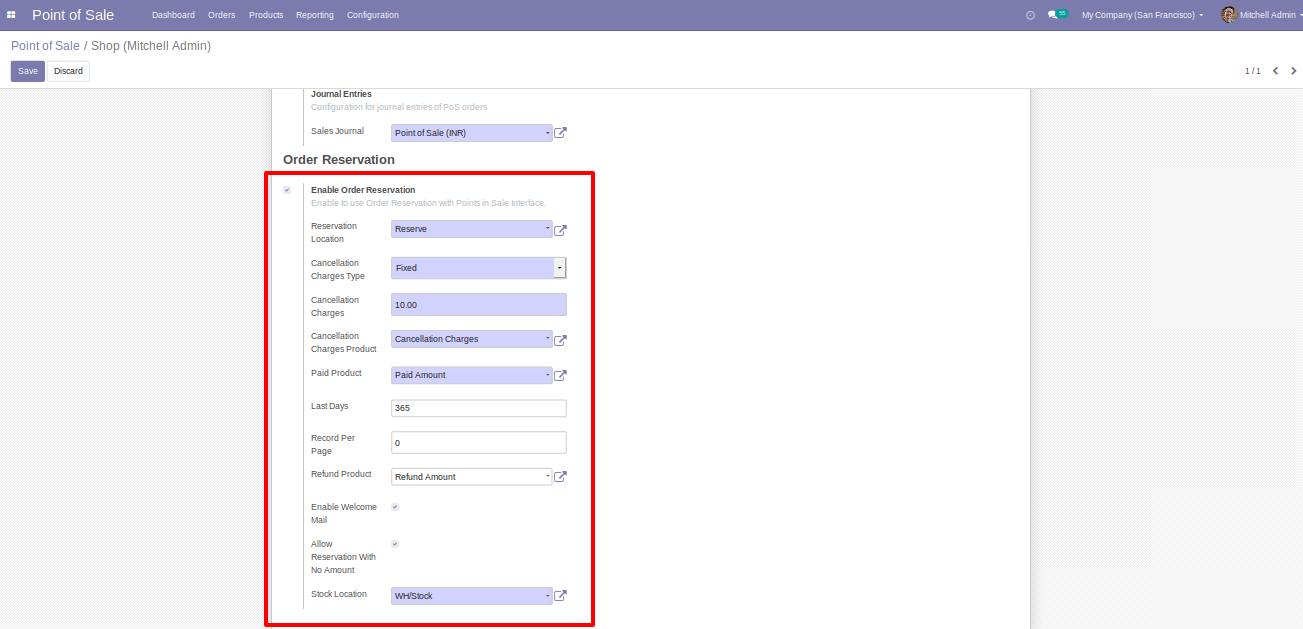 Point of Sale Dashboard Orders Products Reporting Configuration 55 My Company (San Francisco) Mitchell Admin
Point of Sale / Shop (Mitchell Admin)
Save Discard 1 / 1
Journal Entries
Configuration for journal entries of PoS orders
Sales Journal Point of Sale (INR)
Order Reservation
Enable Order Reservation
Enable to use Order Reservation with Points in Sale Interface.
Reservation Location Reserve
Cancellation Charges Type Fixed
Cancellation Charges 10.00
Cancellation Charges Product Cancellation Charges
Paid Product Paid Amount
Last Days 365
Record Per Page 0
Refund Product Refund Amount
Enable Welcome Mail
Allow Reservation With No Amount
Stock Location WH/Stock